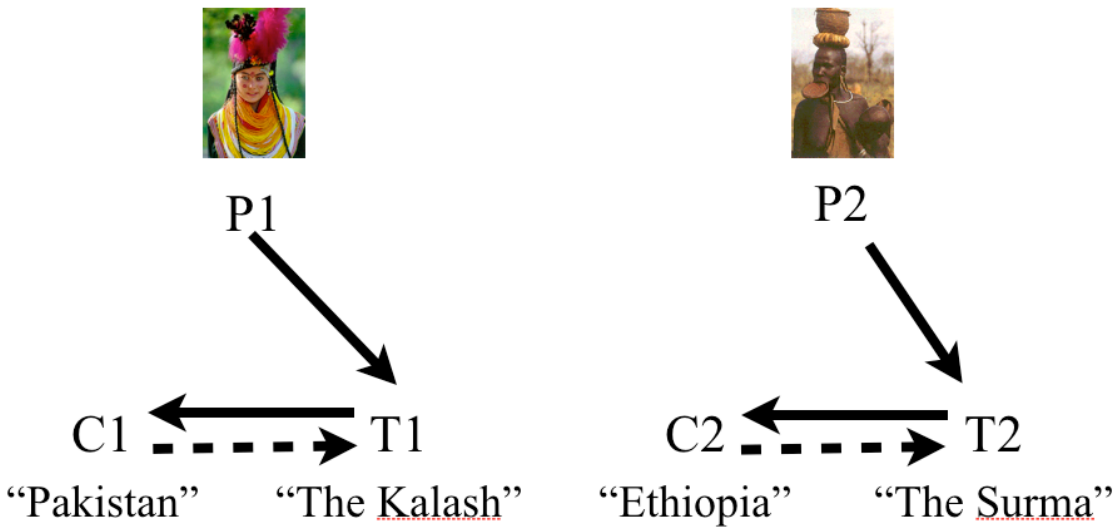 P1 P2
C1 T1 C2 T2
“Pakistan” “The Kalash” “Ethiopia” “The Surma”